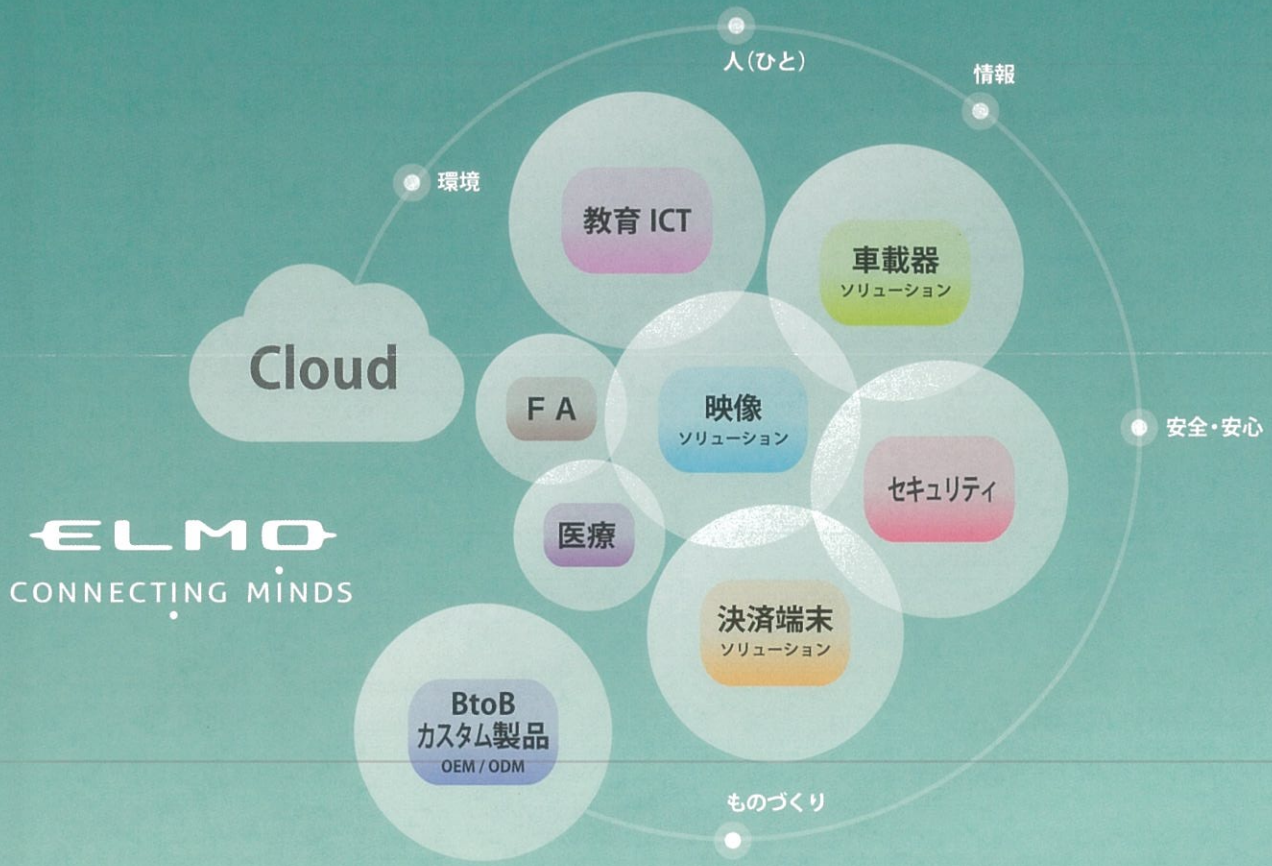 人(ひと)
情報
環境
教育 ICT
車載器
ソリューション
Cloud
F A
映像
ソリューション
安全・安心
セキュリティ
医療
ELMO
CONNECTING MINDS
決済端末
ソリューション
BtoB
カスタム製品
OEM / ODM
ものづくり